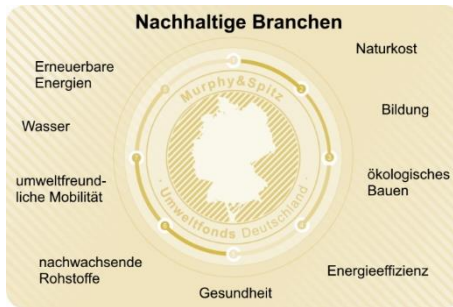 Nachhaltige Branchen
Naturkost
Erneuerbare
Energien
Bildung
Wasser
ökologisches
Bauen
umweltfreund-
liche Mobilität
nachwachsende
Rohstoffe
Energieeffizienz
Gesundheit
Murphy&Spitz
· Umweltfonds Deutschland ·